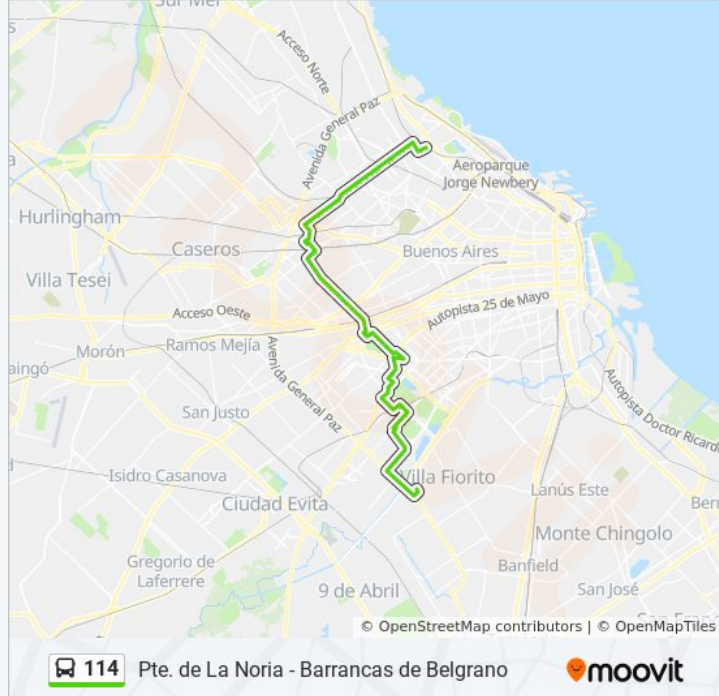 Sur Mer
Acceso Norte
Avenida General Paz
Aeroparque
Jorge Newbery
Hurlingham
Caseros
Buenos Aires
Villa Tesei
Acceso Oeste
Autopista 25 de Mayo
Morón
Ramos Mejía
aingó
Avenida General Paz
Autopista Doctor Ricard
San Justo
Villa Fiorito
Isidro Casanova
Lanús Este
Ciudad Evita
Ber
Monte Chingolo
Gregorio de
Laferrere
Banfield
9 de Abril
San José
© OpenStreetMap contributors | © OpenMapTiles
114 Pte. de La Noria - Barrancas de Belgrano
moovit